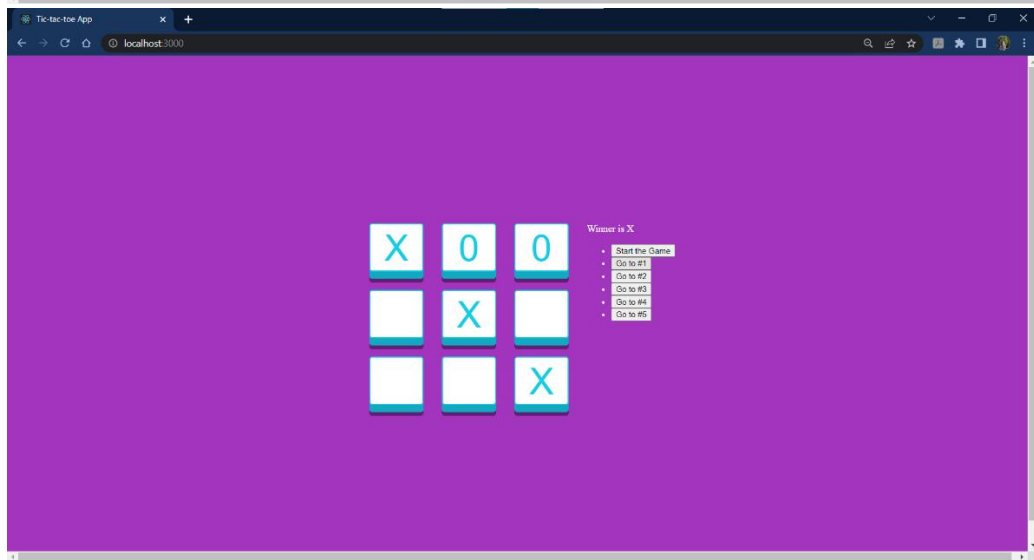 Tic-tac-toe App
localhost:3000
X 0 0
X
X
Winner is X
Start the Game
Go to #1
Go to #2
Go to #3
Go to #4
Go to #5